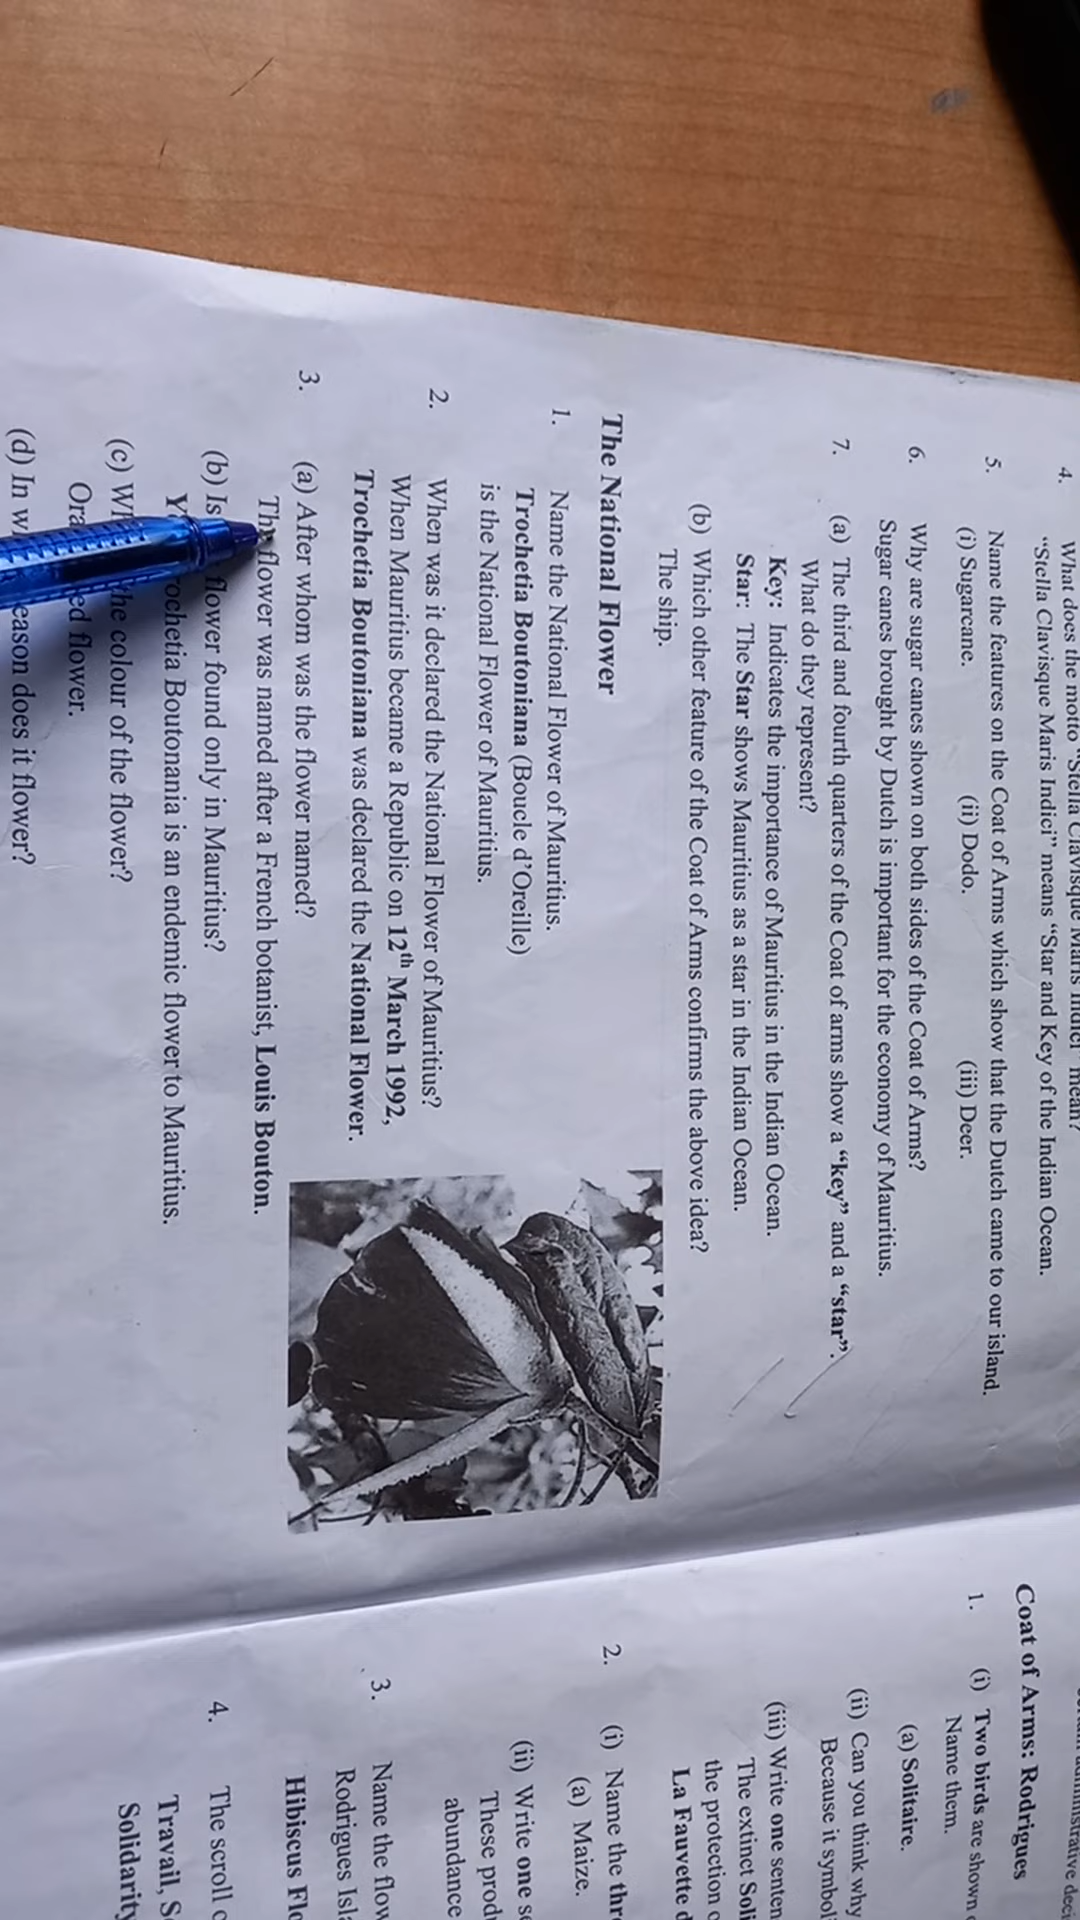 4. What does the motto "Stella Clavisque Maris Indici" mean?
"Stella Clavisque Maris Indici" means "Star and Key of the Indian Ocean.
5. Name the features on the Coat of Arms which show that the Dutch came to our island.
(i) Sugarcane. (ii) Dodo. (iii) Deer.
6. Why are sugar canes shown on both sides of the Coat of Arms?
Sugar canes brought by Dutch is important for the economy of Mauritius.
7. (a) The third and fourth quarters of the Coat of arms show a "key" and a "star".
What do they represent?
Key: Indicates the importance of Mauritius in the Indian Ocean.
Star: The Star shows Mauritius as a star in the Indian Ocean.
(b) Which other feature of the Coat of Arms confirms the above idea?
The ship.
The National Flower
1. Name the National Flower of Mauritius.
Trochetia Boutoniana (Boucle d'Oreille)
is the National Flower of Mauritius.
2. When was it declared the National Flower of Mauritius?
When Mauritius became a Republic on 12th March 1992,
Trochetia Boutoniana was declared the National Flower.
3. (a) After whom was the flower named?
flower was named after a French botanist, Louis Bouton.
(b) Is flower found only in Mauritius?
Boutonania is an endemic flower to Mauritius.
(c) the colour of the flower?
flower.
(d) In does it flower?
Coat of Arms: Rodrigues
1. (i) Two birds are shown
Name them.
(a) Solitaire.
(ii) Can you think why
Because it
(iii) Write one
The extinct
the protection
La Fauvette
2. (i) Name the
(a) Maize.
(ii) Write one
These
abundance
3. Name the
Rodrigues
Hibiscus
4. The scroll
Travail,
Solidarity